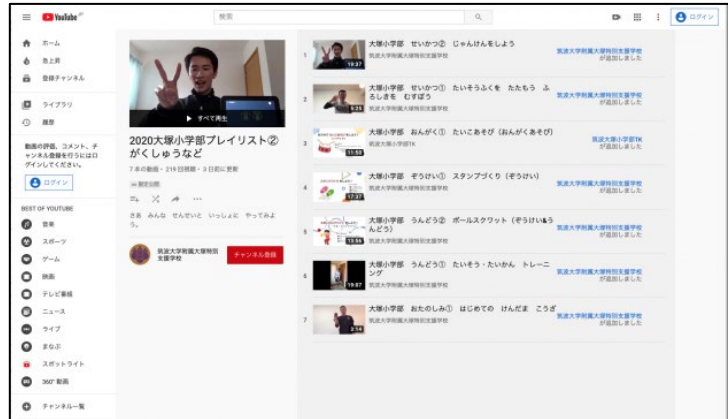 YouTube JP
検索
ログイン
ホーム
急上昇
登録チャンネル
ライブラリ
履歴
動画の評価、コメント、チ
ャンネル登録を行うにはロ
グインしてください。
ログイン
BEST OF YOUTUBE
音楽
スポーツ
ゲーム
映画
テレビ番組
ニュース
ライブ
まなぶ
スポットライト
360° 動画
チャンネル一覧
すべて再生
2020大塚小学部プレイリスト②
がくしゅうなど
7 本の動画・219 回視聴・3 日前に更新
限定公開
さあ みんな せんせいと いっしょに やってみよ
う。
筑波大学附属大塚特別
支援学校
チャンネル登録
1
19:37
大塚小学部 せいかつ② じゃんけんをしよう
筑波大学附属大塚特別支援学校
筑波大学附属大塚特別支援学校
が追加しました
2
9:25
大塚小学部 せいかつ① たいそうふくを たたもう ふ
ろしきを むすぼう
筑波大学附属大塚特別支援学校
筑波大学附属大塚特別支援学校
が追加しました
3
11:50
大塚小学部 おんがく① たいこあそび（おんがくあそび）
筑波大塚小学部TK
筑波大塚小学部TK
が追加しました
4
17:37
大塚小学部 ぞうけい① スタンプづくり（ぞうけい）
筑波大学附属大塚特別支援学校
筑波大学附属大塚特別支援学校
が追加しました
5
13:56
大塚小学部 うんどう② ボールスクワット（ぞうけい&う
んどう）
筑波大学附属大塚特別支援学校
筑波大学附属大塚特別支援学校
が追加しました
6
19:07
大塚小学部 うんどう① たいそう・たいかん トレーニ
ング
筑波大学附属大塚特別支援学校
筑波大学附属大塚特別支援学校
が追加しました
7
3:14
大塚小学部 おたのしみ① はじめての けんだま こうざ
筑波大学附属大塚特別支援学校
筑波大学附属大塚特別支援学校
が追加しました